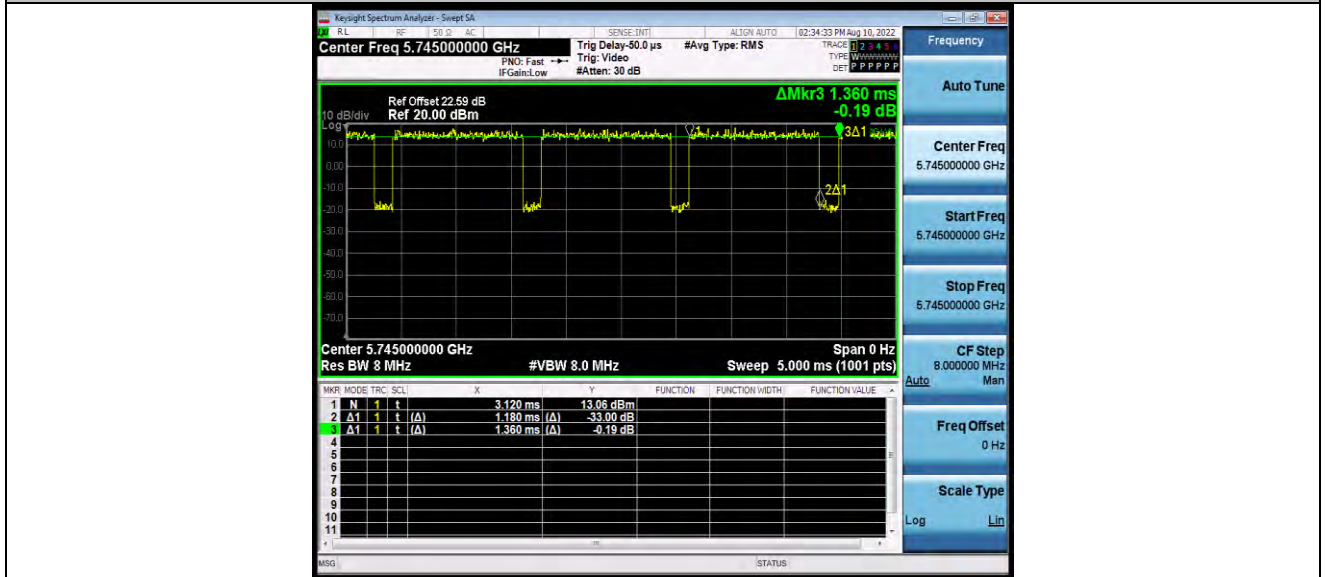 Keysight Spectrum Analyzer - Swept SA
RL RF 50 Ω AC SENSE:INT ALIGN AUTO 02:34:33 PM Aug 10, 2022
Center Freq 5.745000000 GHz
PNO: Fast
IFGain:Low
Trig Delay-50.0 µs
Trig: Video
#Atten: 30 dB
#Avg Type: RMS
TRACE 1 2 3 4 5 6
TYPE
DET P P P P P P
ΔMkr3 1.360 ms
-0.19 dB
Ref Offset 22.59 dB
10 dB/div Ref 20.00 dBm
Log
10.0
0.00
-10.0
-20.0
-30.0
-40.0
-50.0
-60.0
-70.0
1
3Δ1
2Δ1
Center 5.745000000 GHz Span 0 Hz
Res BW 8 MHz #VBW 8.0 MHz Sweep 5.000 ms (1001 pts)
MKR MODE TRC SCL X Y FUNCTION FUNCTION WIDTH FUNCTION VALUE
1 N 1 t 3.120 ms 13.06 dBm
2 Δ1 1 t (Δ) 1.180 ms (Δ) -33.00 dB
3 Δ1 1 t (Δ) 1.360 ms (Δ) -0.19 dB
4
5
6
7
8
9
10
11
MSG STATUS
Frequency
Auto Tune
Center Freq
5.745000000 GHz
Start Freq
5.745000000 GHz
Stop Freq
5.745000000 GHz
CF Step
8.000000 MHz
Auto Man
Freq Offset
0 Hz
Scale Type
Log Lin